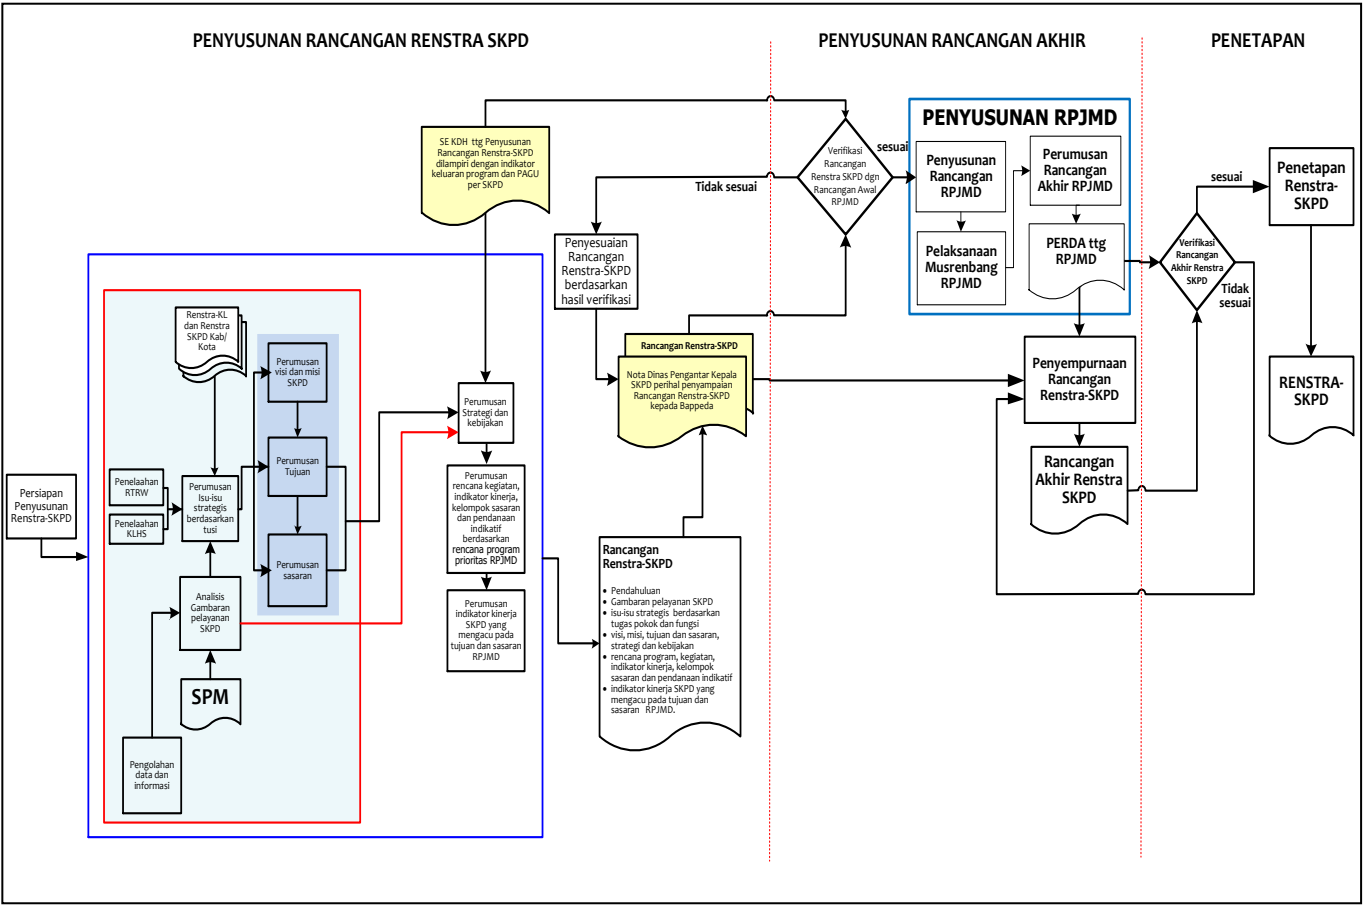 PENYUSUNAN RANCANGAN RENSTRA SKPD
PENYUSUNAN RANCANGAN AKHIR
PENETAPAN
SE KDH ttg Penyusunan
Rancangan Renstra-SKPD
dilampiri dengan indikator
keluaran program dan PAGU
per SKPD
Tidak sesuai
Verifikasi
Rancangan
Renstra SKPD dgn
Rancangan Awal
RPJMD
sesuai
PENYUSUNAN RPJMD
Penyusunan
Rancangan
RPJMD
Perumusan
Rancangan
Akhir RPJMD
Pelaksanaan
Musrenbang
RPJMD
PERDA ttg
RPJMD
sesuai
Penetapan
Renstra-
SKPD
Verifikasi
Rancangan
Akhir Renstra
SKPD
Tidak
sesuai
RENSTRA-
SKPD
Penyesuaian
Rancangan
Renstra-SKPD
berdasarkan
hasil verifikasi
Rancangan Renstra-SKPD
Nota Dinas Pengantar Kepala
SKPD perihal penyampaian
Rancangan Renstra-SKPD
kepada Bappeda
Penyempurnaan
Rancangan
Renstra-SKPD
Rancangan
Akhir Renstra
SKPD
Renstra-KL
dan Renstra
SKPD Kab/
Kota
Perumusan
visi dan misi
SKPD
Perumusan
Tujuan
Perumusan
sasaran
Persiapan
Penyusunan
Renstra-SKPD
Penelaahan
RTRW
Penelaahan
KLHS
Perumusan
Isu-isu
strategis
berdasarkan
tusi
Analisis
Gambaran
pelayanan
SKPD
SPM
Pengolahan
data dan
informasi
Perumusan
Strategi dan
kebijakan
Perumusan
rencana kegiatan,
indikator kinerja,
kelompok sasaran
dan pendanaan
indikatif
berdasarkan
rencana program
prioritas RPJMD
Perumusan
indikator kinerja
SKPD yang
mengacu pada
tujuan dan sasaran
RPJMD
Rancangan
Renstra-SKPD
• Pendahuluan
• Gambaran pelayanan SKPD
• isu-isu strategis berdasarkan
tugas pokok dan fungsi
• visi, misi, tujuan dan sasaran,
strategi dan kebijakan
• rencana program, kegiatan,
indikator kinerja, kelompok
sasaran dan pendanaan indikatif
• indikator kinerja SKPD yang
mengacu pada tujuan dan
sasaran RPJMD.